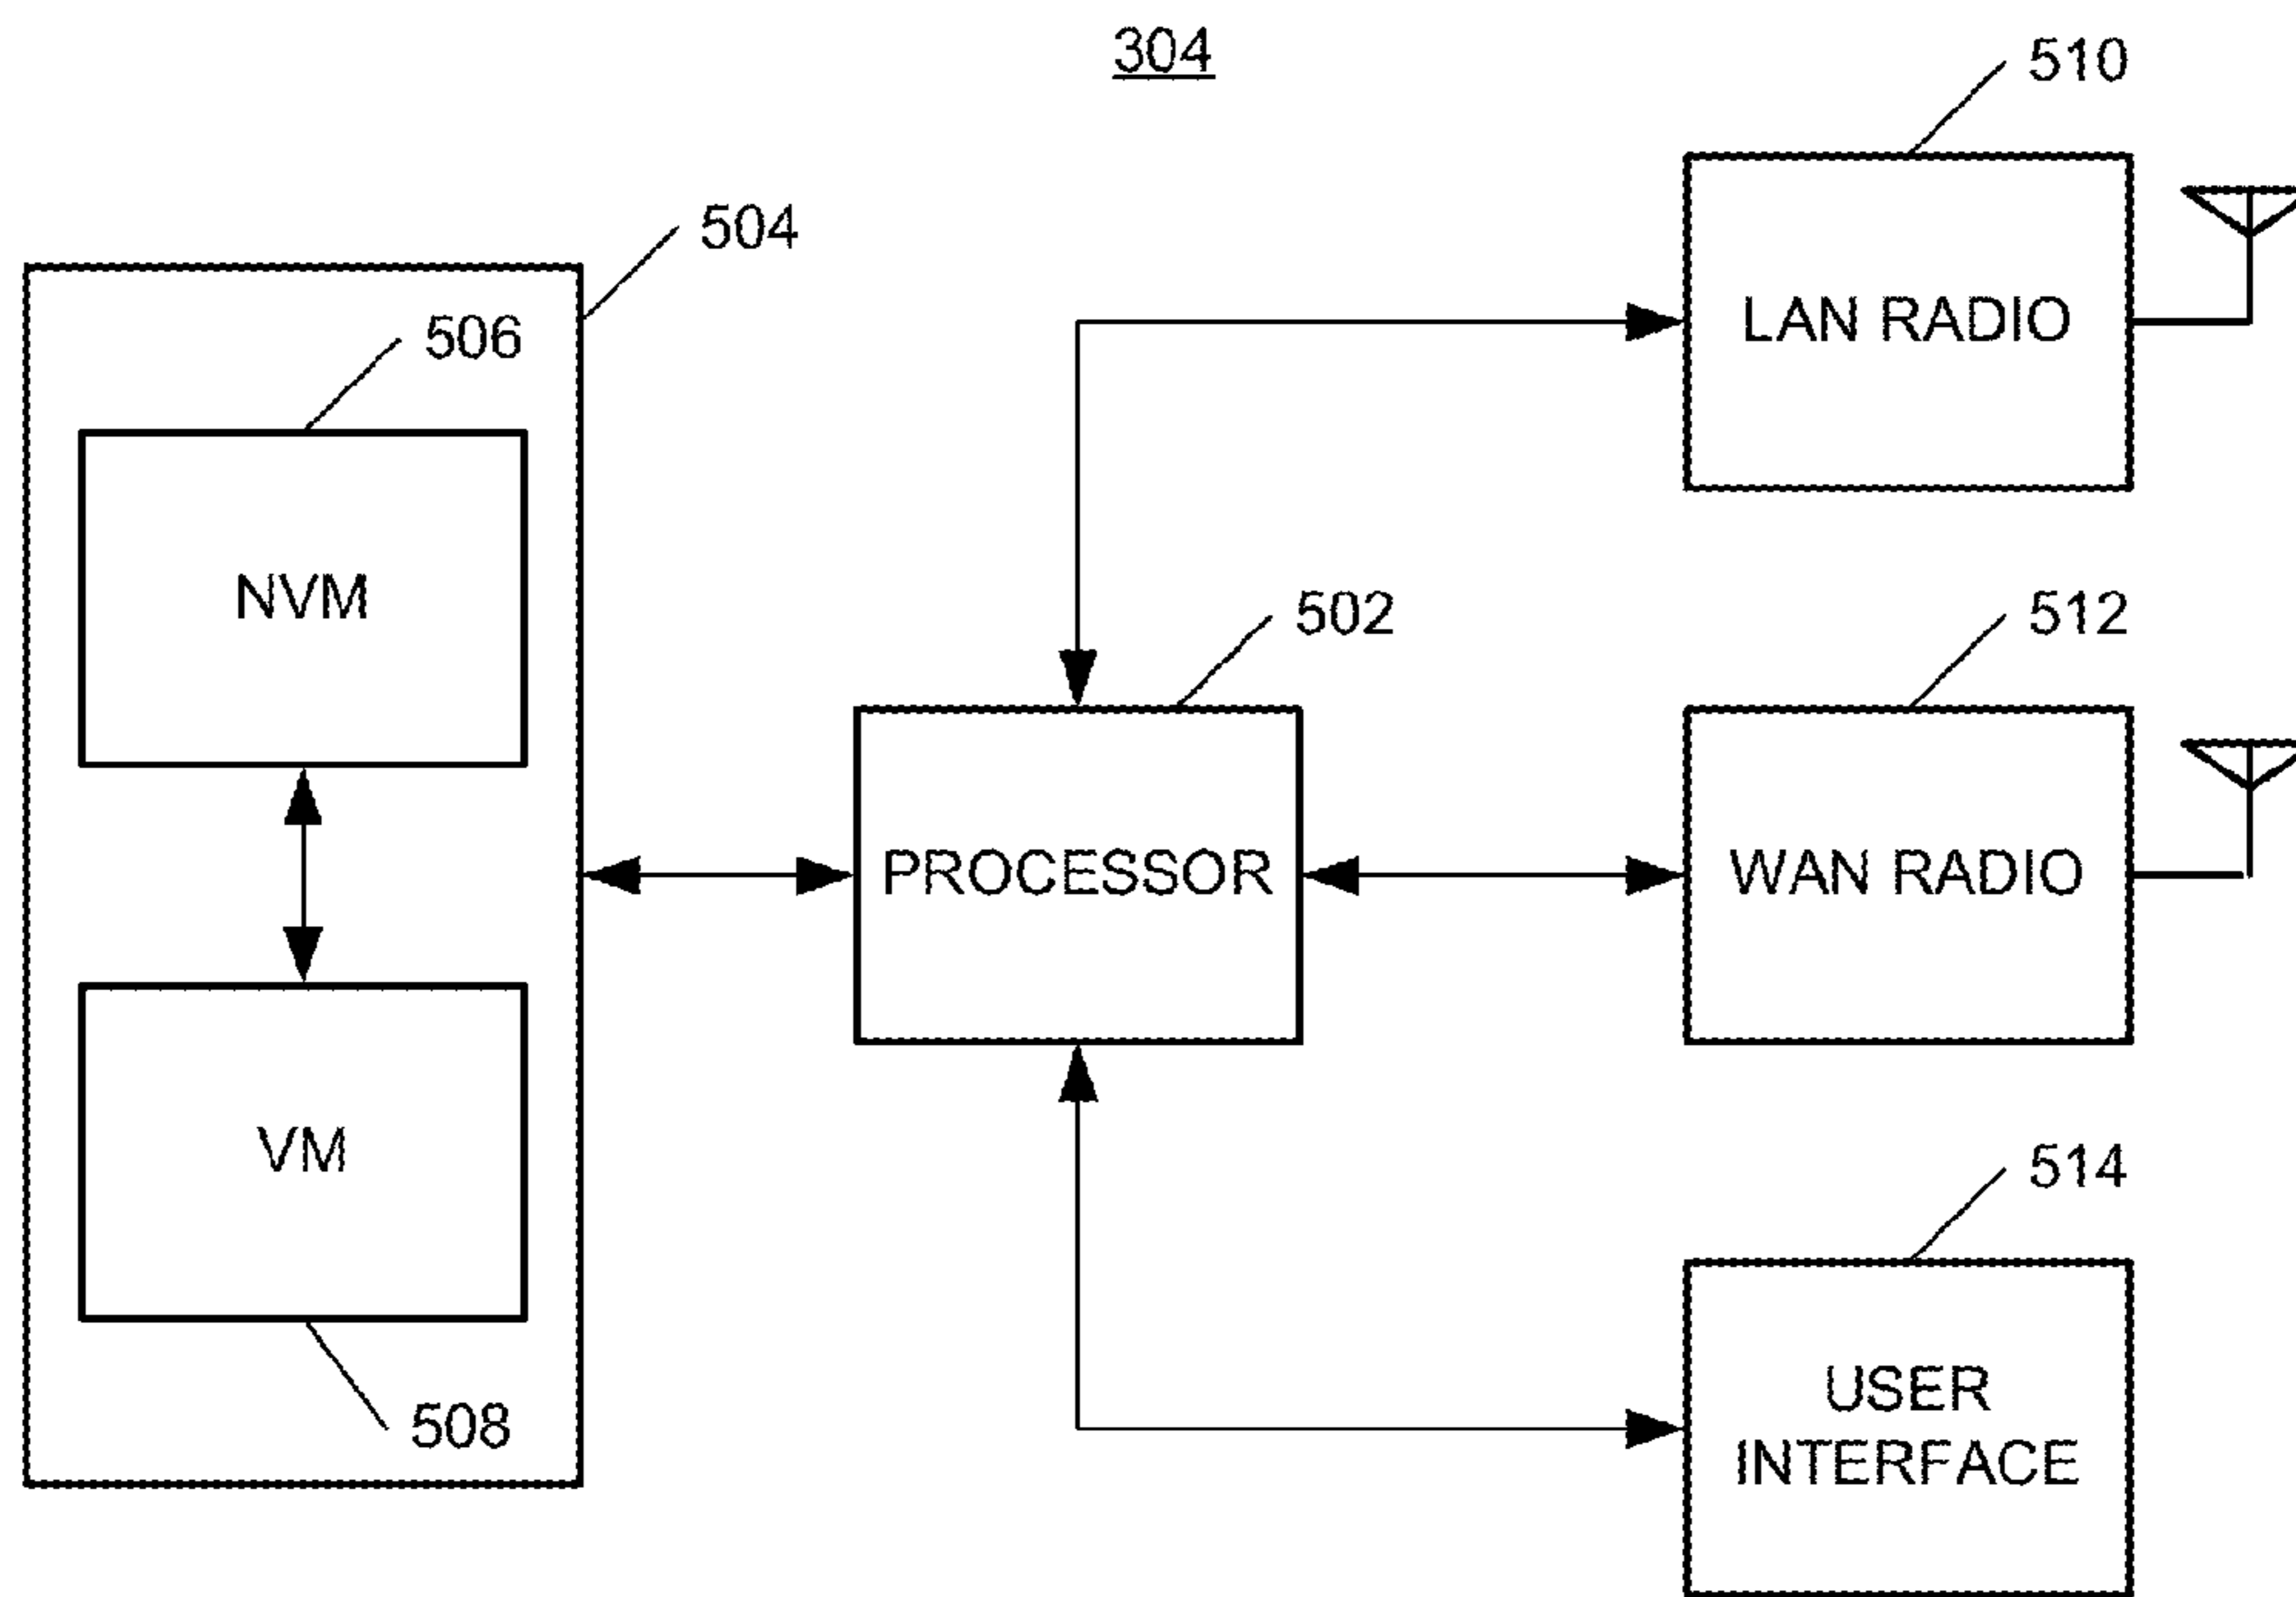 304
510
504
506
LAN RADIO
NVM
502
512
PROCESSOR
WAN RADIO
VM
514
508
USER
INTERFACE